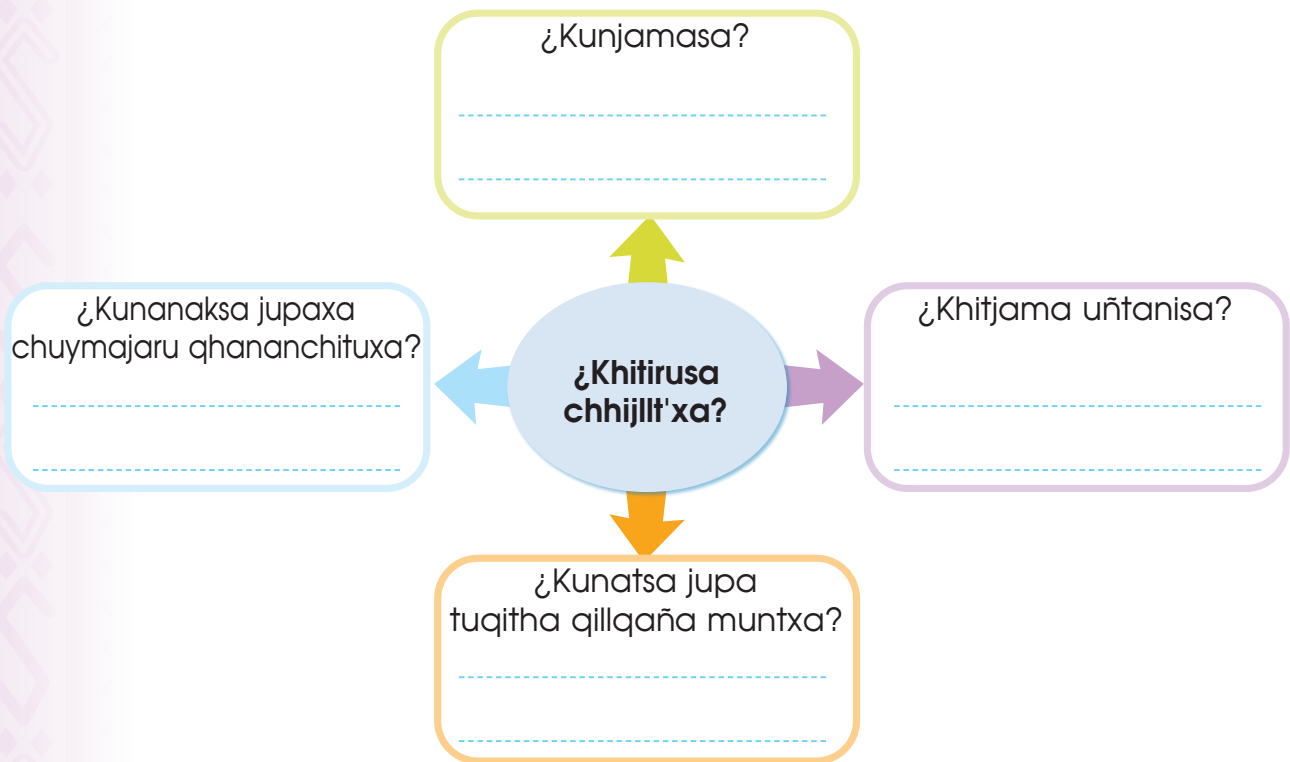 ¿Kunjamasa?
¿Kunanaksa jupaxa
chuymajaru qhananchituxa?
¿Khitirusa
chhijllt'xa?
¿Khitjama uñtanisa?
¿Kunatsa jupa
tuqitha qillqaña muntxa?